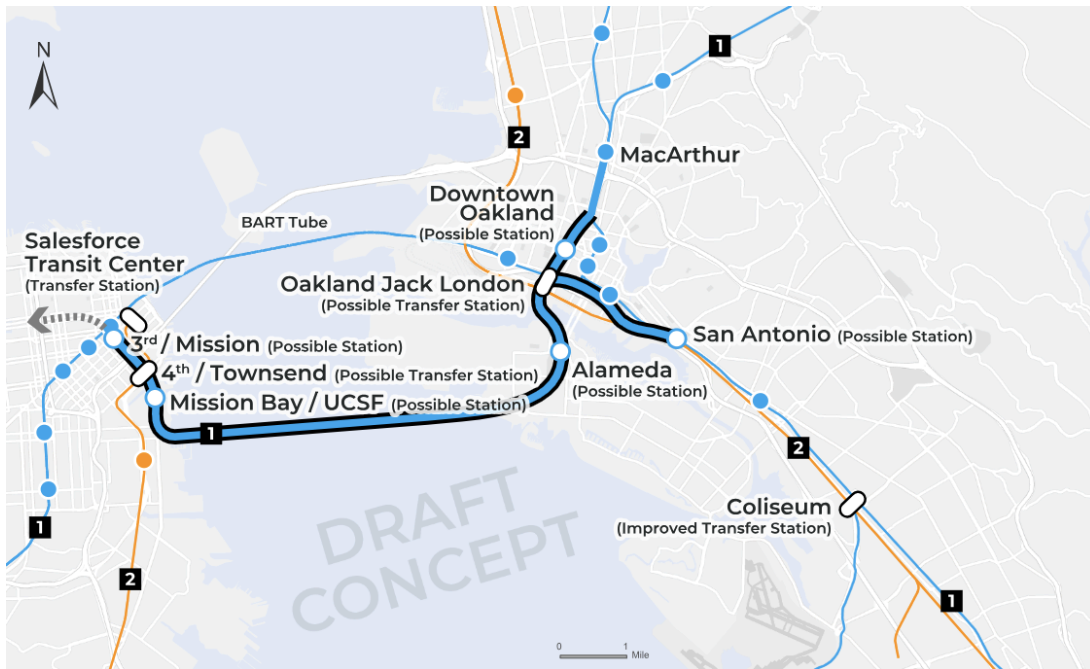 N
1
2
MacArthur
Downtown
Oakland
(Possible Station)
BART Tube
Salesforce
Transit Center
(Transfer Station)
Oakland Jack London
(Possible Transfer Station)
3rd / Mission (Possible Station)
San Antonio (Possible Station)
4th / Townsend (Possible Transfer Station)
Alameda
(Possible Station)
Mission Bay / UCSF (Possible Station)
1
2
DRAFT
CONCEPT
Coliseum
(Improved Transfer Station)
1
2
1
0 1
Mile